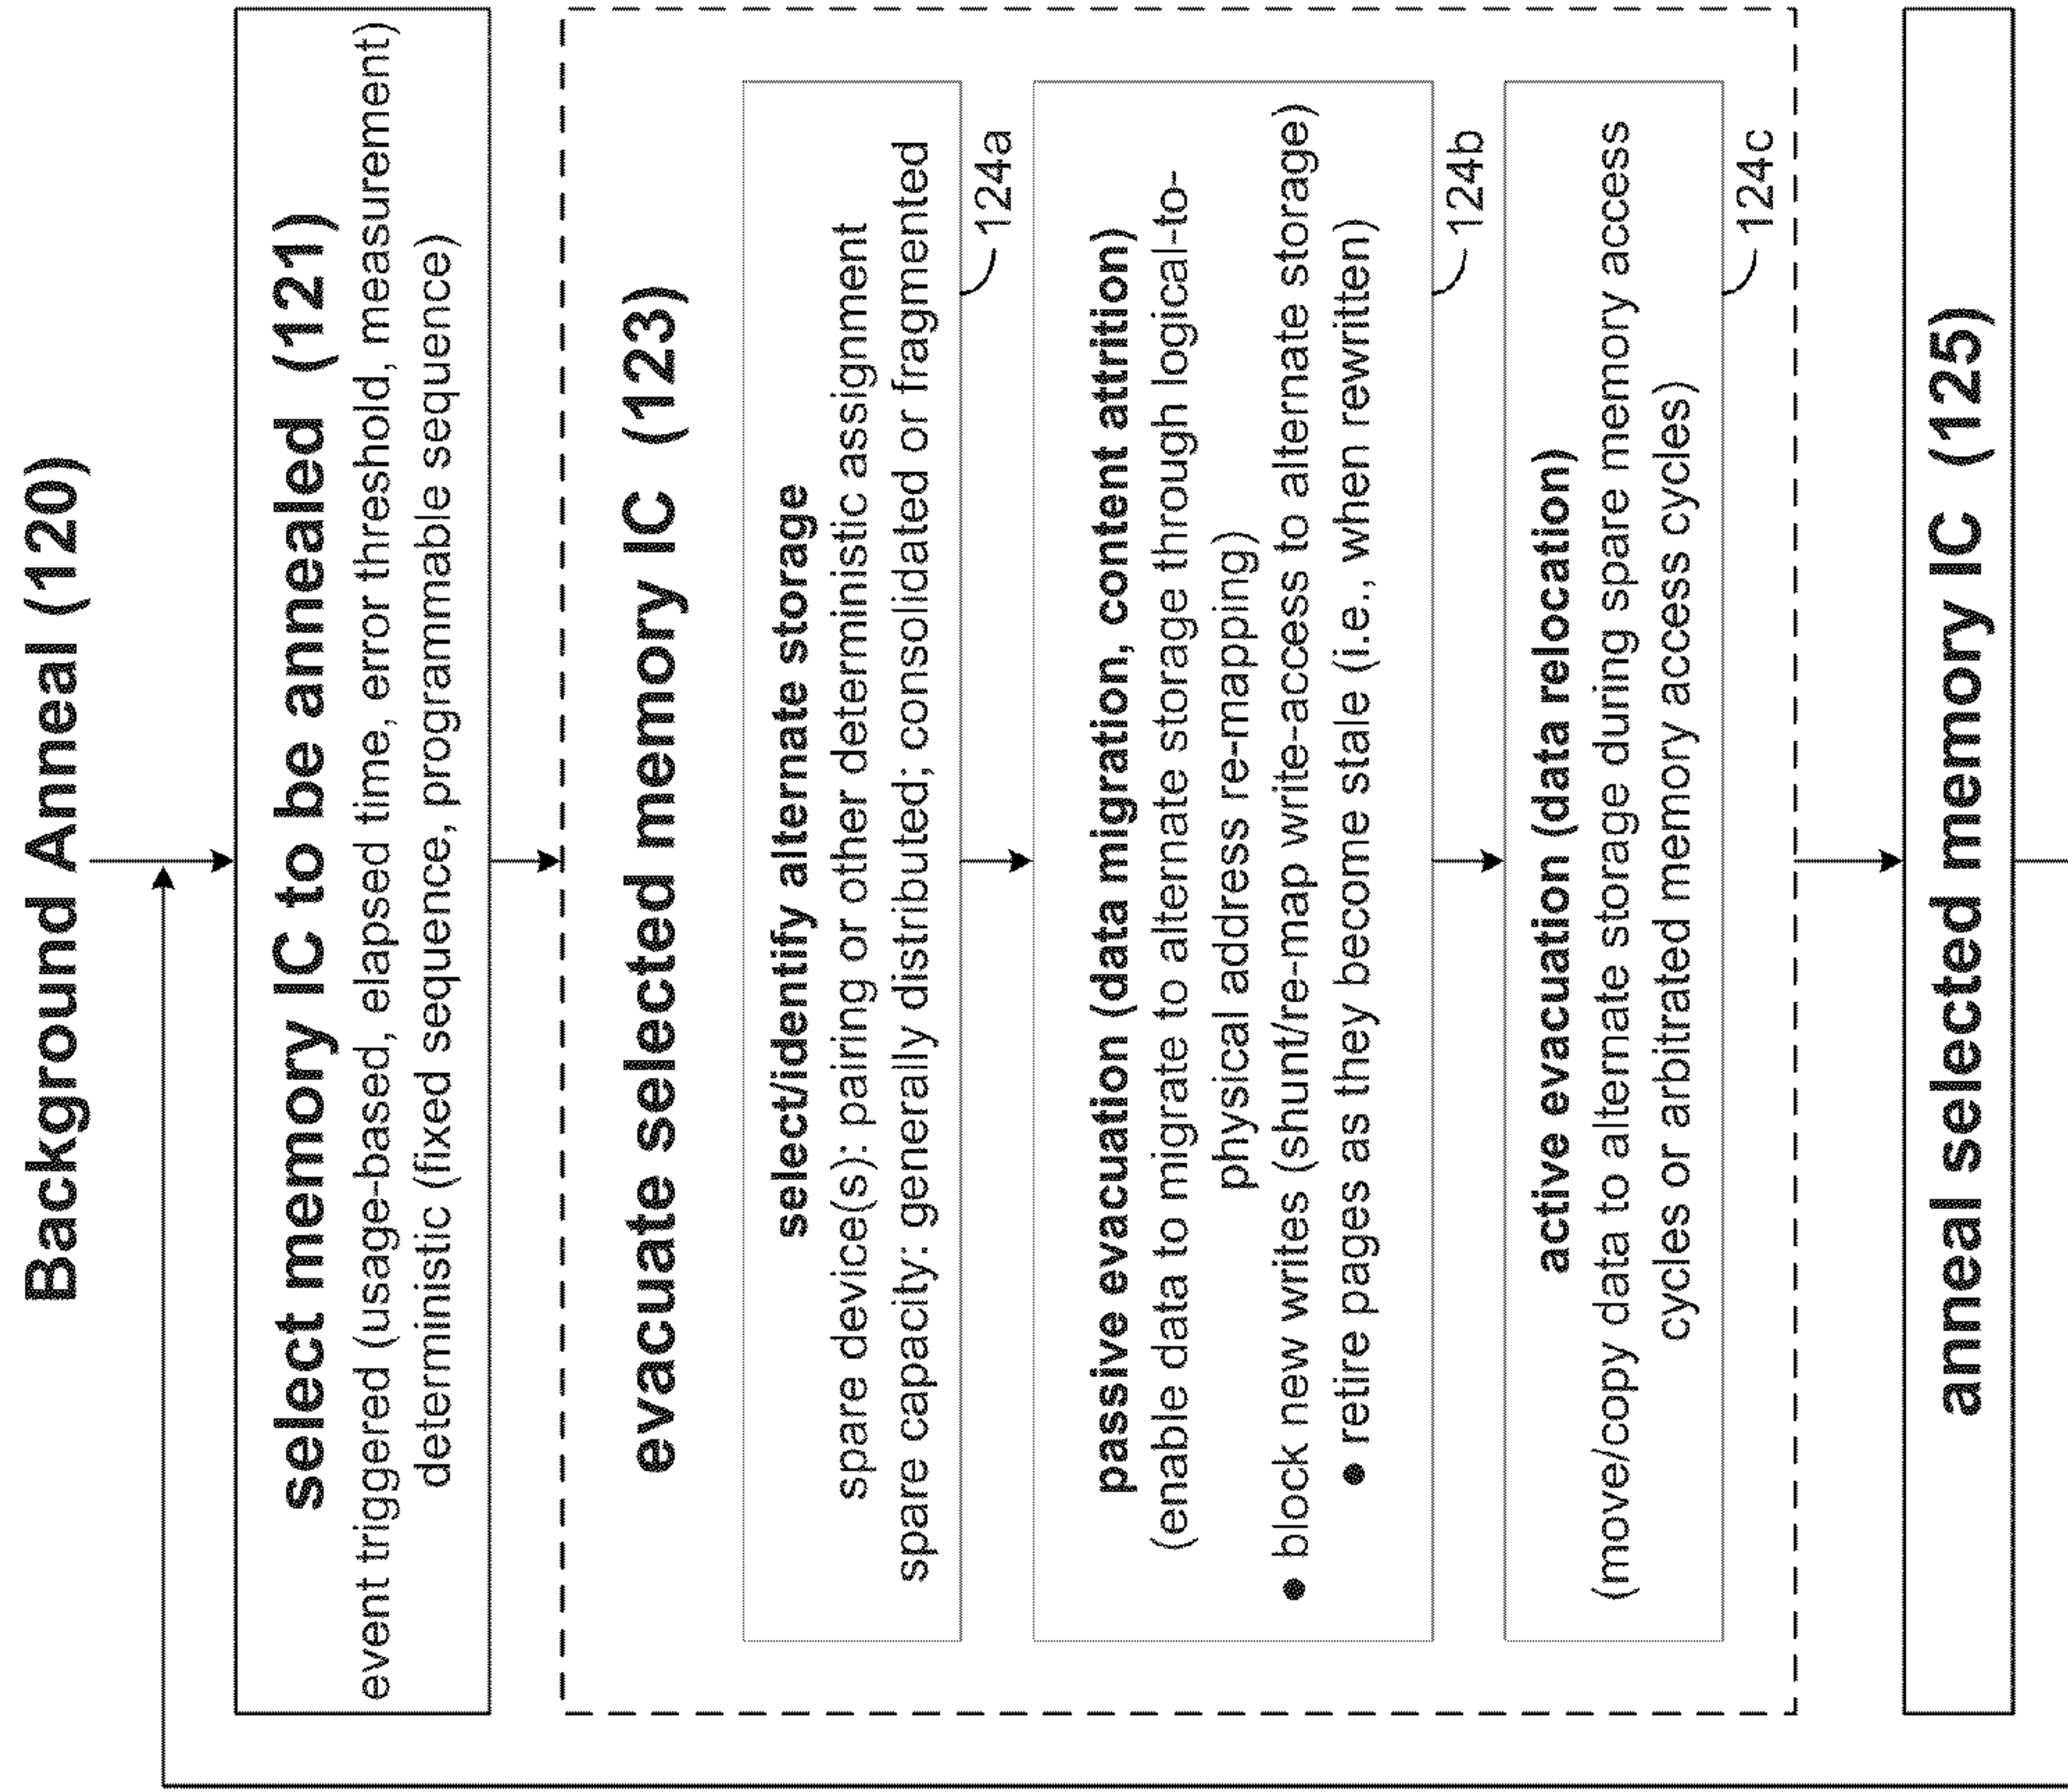 Background Anneal (120)
select memory IC to be annealed (121)
event triggered (usage-based, elapsed time, error threshold, measurement)
deterministic (fixed sequence, programmable sequence)
evacuate selected memory IC (123)
select/identify alternate storage
spare device(s): pairing or other deterministic assignment
spare capacity: generally distributed; consolidated or fragmented
124a
passive evacuation (data migration, content attrition)
(enable data to migrate to alternate storage through logical-to-
physical address re-mapping)
● block new writes (shunt/re-map write-access to alternate storage)
● retire pages as they become stale (i.e., when rewritten)
124b
active evacuation (data relocation)
(move/copy data to alternate storage during spare memory access
cycles or arbitrated memory access cycles)
124c
anneal selected memory IC (125)